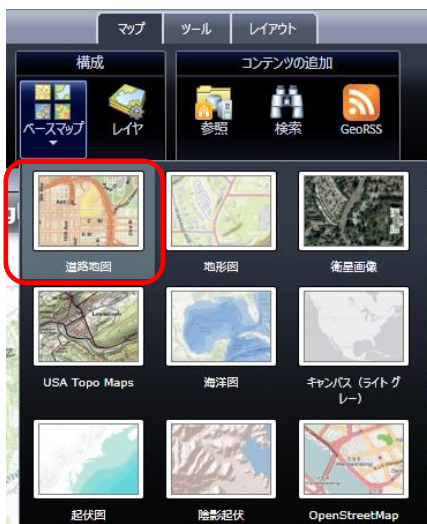 マップ ツール レイアウト
構成 コンテンツの追加
ベースマップ レイヤ 参照 検索 GeoRSS
道路地図 地形図 衛星画像
USA Topo Maps 海洋図 キャンバス (ライトグ
レー)
起伏図 陰影起伏 OpenStreetMap